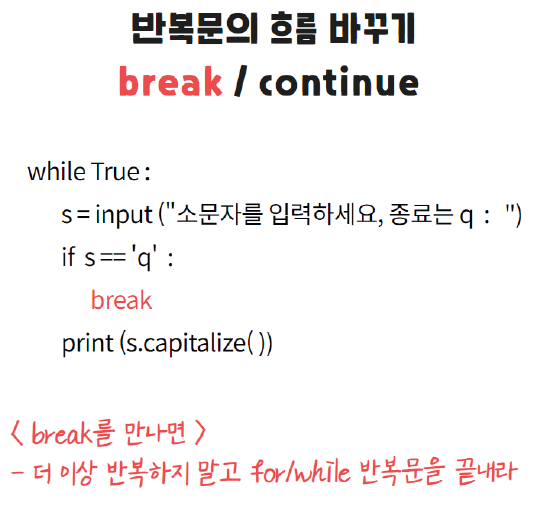 반복문의 흐름 바꾸기
break / continue
while True :
s = input ("소문자를 입력하세요, 종료는 q : ")
if s == 'q' :
break
print (s.capitalize( ))
< break를 만나면 >
- 더 이상 반복하지 말고 for/while 반복문을 끝내라